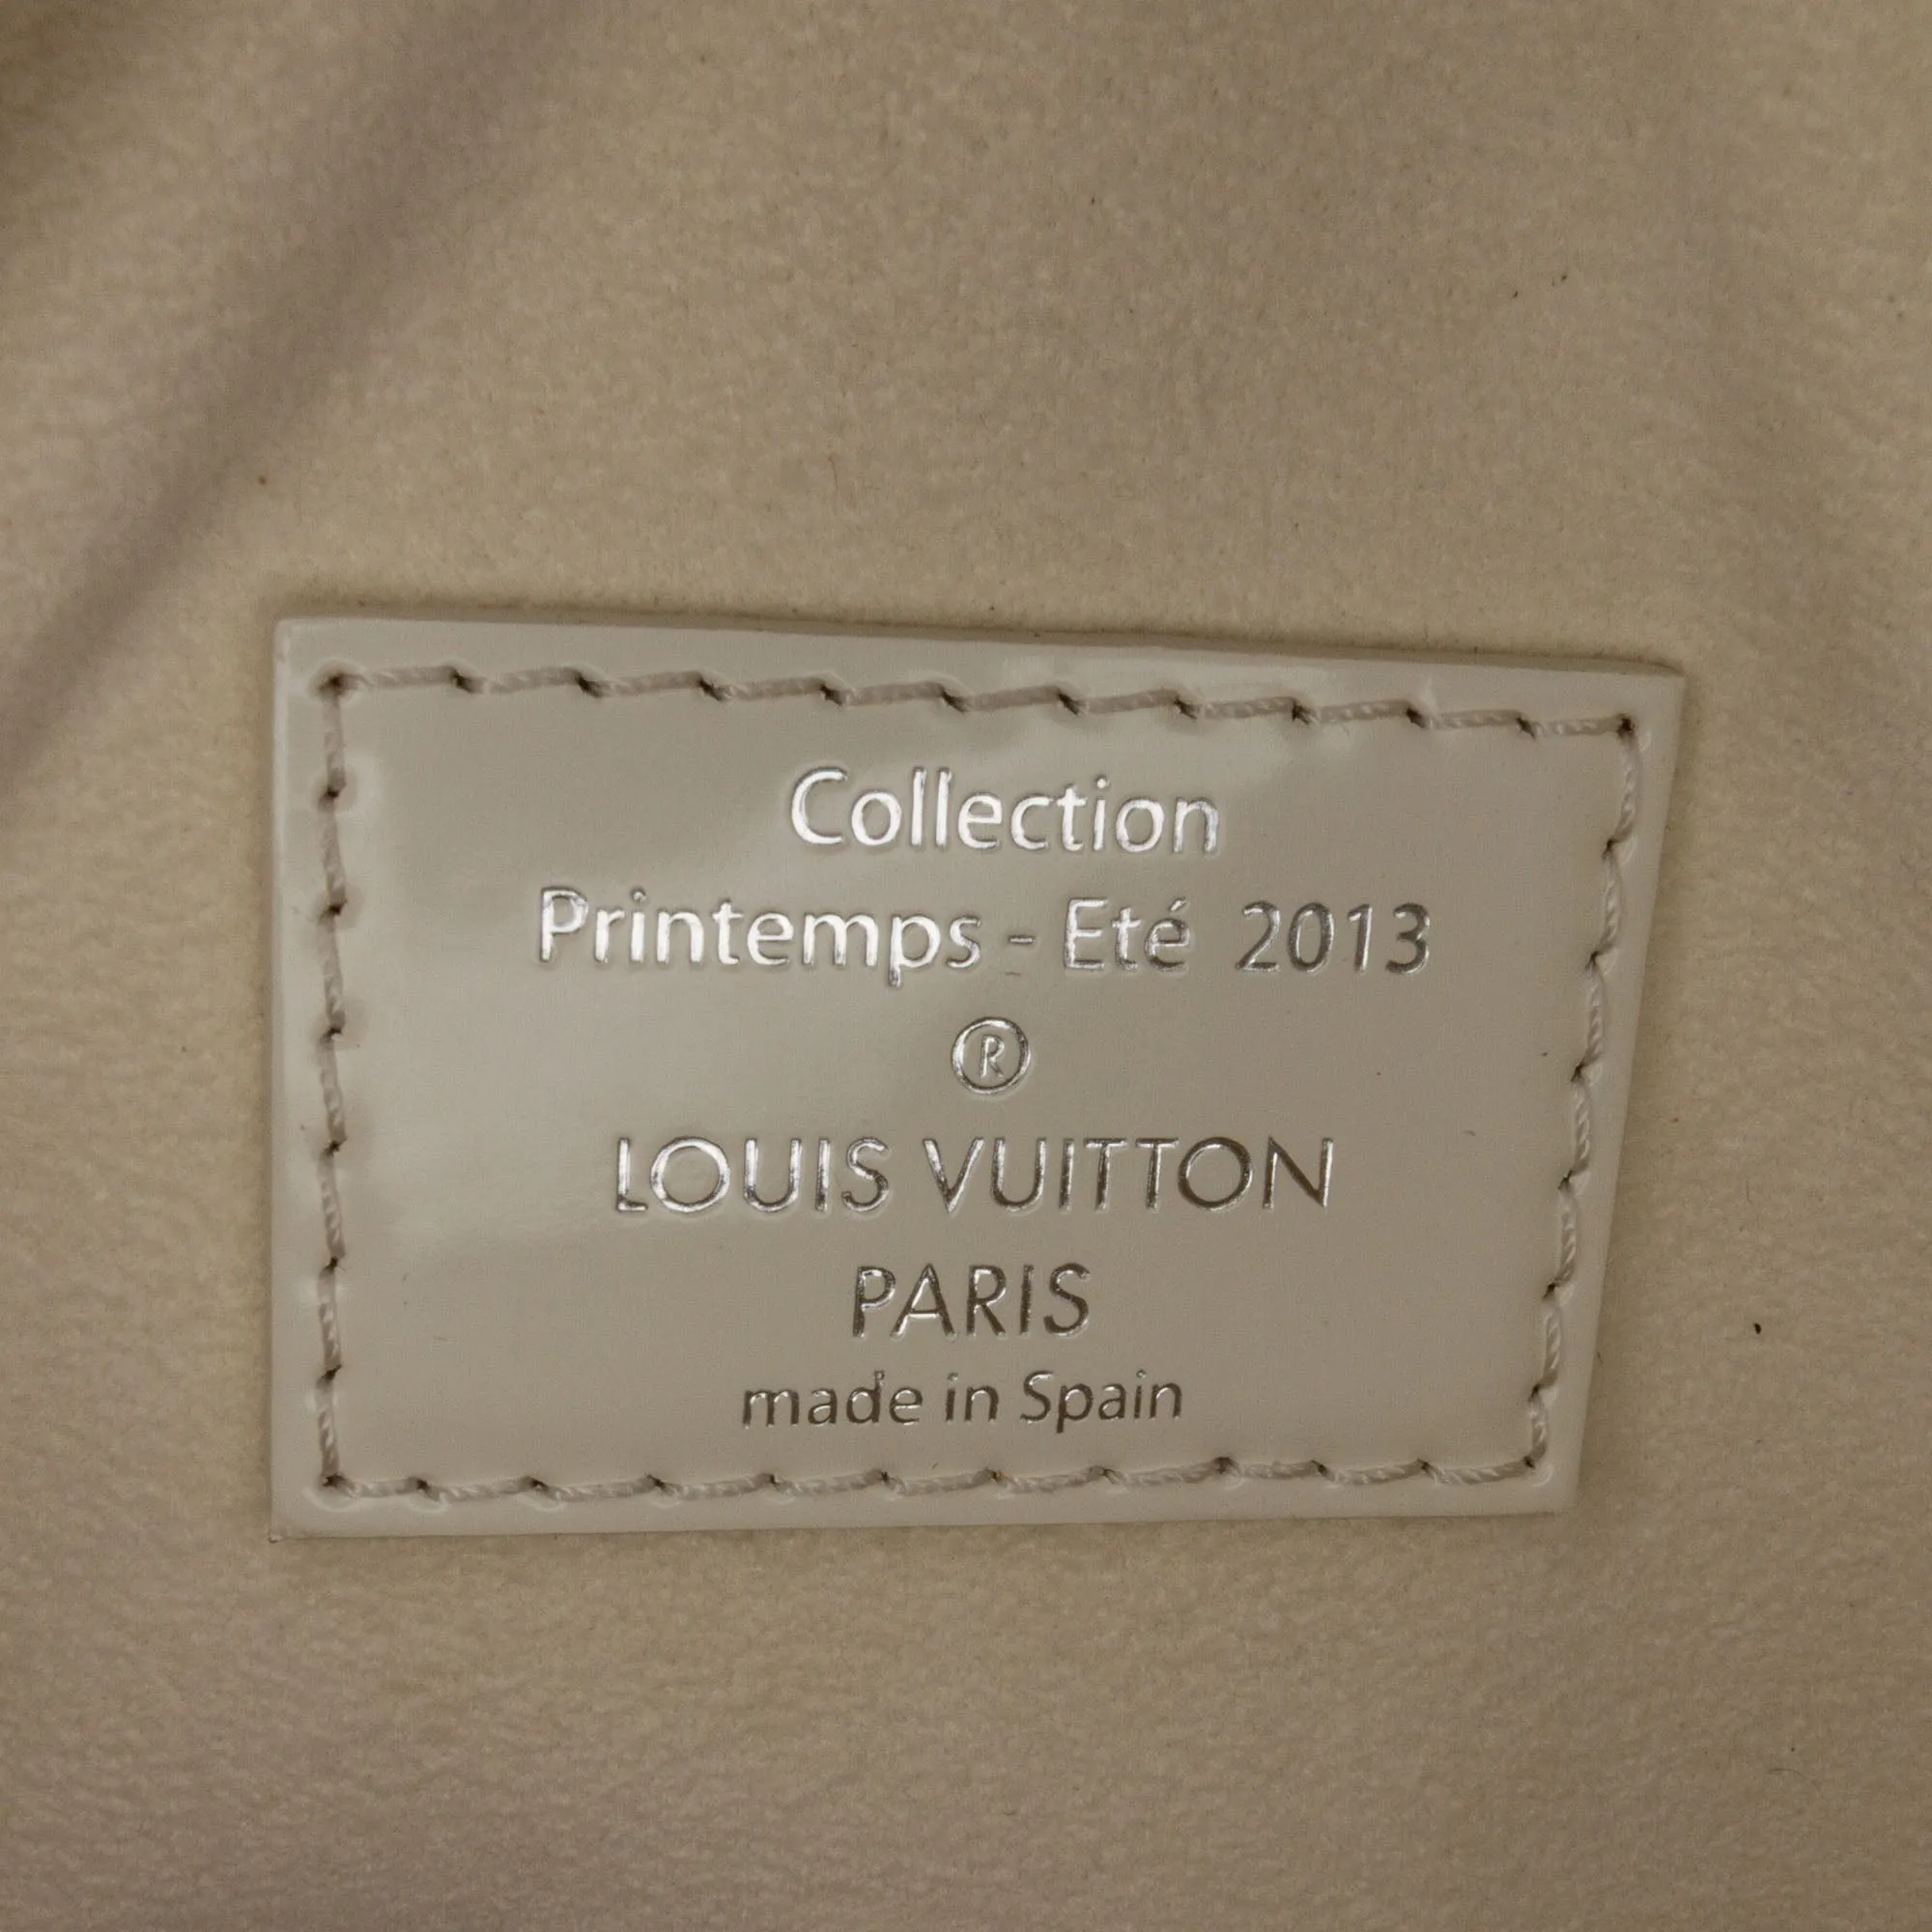 Collection
Printemps - Eté 2013
®
LOUIS VUITTON
PARIS
made in Spain